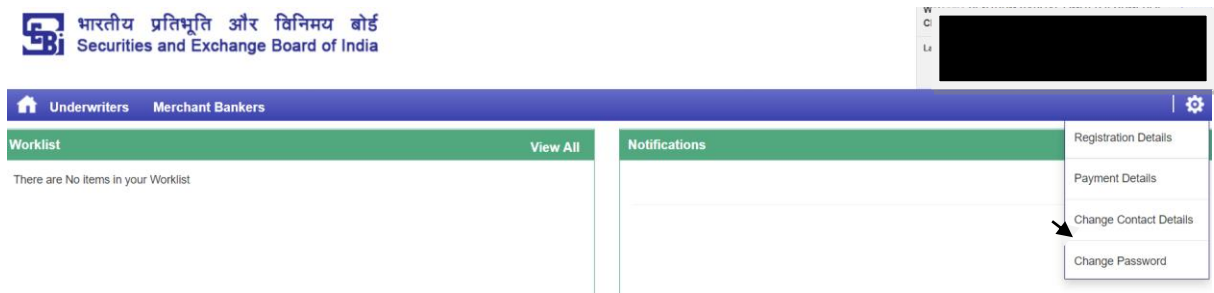 भारतीय प्रतिभूति और विनिमय बोर्ड
Securities and Exchange Board of India
Underwriters Merchant Bankers
Worklist View All
Notifications
There are No items in your Worklist
Registration Details
Payment Details
Change Contact Details
Change Password